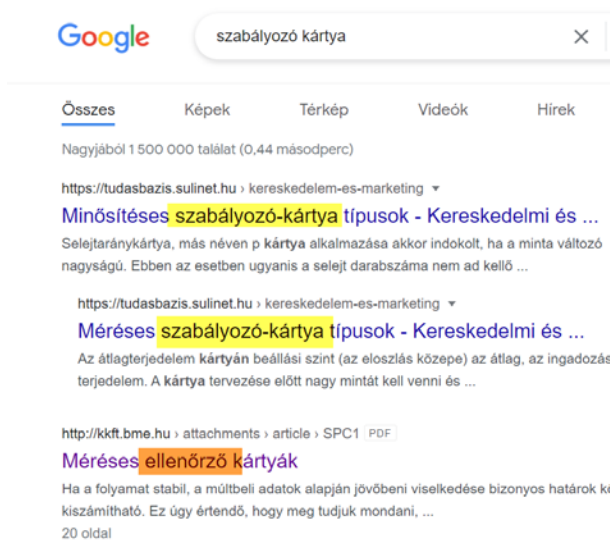 Google szabályozó kártya
Összes Képek Térkép Videók Hírek
Nagyjából 1 500 000 találat (0,44 másodperc)
https://tudasbazis.sulinet.hu › kereskedelem-es-marketing
Minősítéses szabályozó-kártya típusok - Kereskedelmi és ...
Selejtaránykártya, más néven p kártya alkalmazása akkor indokolt, ha a minta változó
nagyságú. Ebben az esetben ugyanis a selejt darabszáma nem ad kellő ...
https://tudasbazis.sulinet.hu › kereskedelem-es-marketing
Méréses szabályozó-kártya típusok - Kereskedelmi és ...
Az átlagterjedelem kártyán beállási szint (az eloszlás közepe) az átlag, az ingadozás
terjedelem. A kártya tervezése előtt nagy mintát kell venni és ...
http://kkft.bme.hu › attachments › article › SPC1 PDF
Méréses ellenőrző kártyák
Ha a folyamat stabil, a múltbeli adatok alapján jövőbeni viselkedése bizonyos határok
kiszámítható. Ez úgy értendő, hogy meg tudjuk mondani, ...
20 oldal